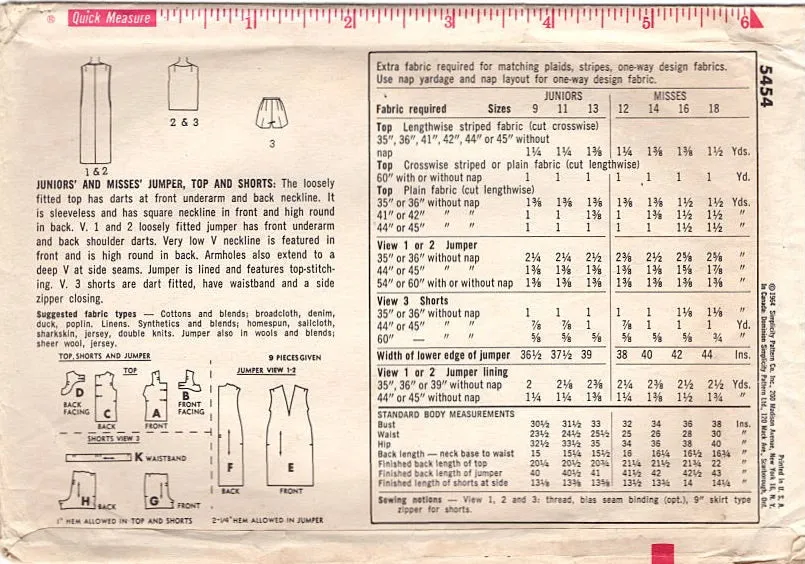 ® Quick Measure 1 2 3 4 5 6
5454
1 & 2
2 & 3
3
JUNIORS' AND MISSES' JUMPER, TOP AND SHORTS: The loosely
fitted top has darts at front underarm and back neckline. It
is sleeveless and has square neckline in front and high round
in back. V. 1 and 2 loosely fitted jumper has front underarm
and back shoulder darts. Very low V neckline is featured in
front and is high round in back. Armholes also extend to a
deep V at side seams. Jumper is lined and features top-stitch-
ing. V. 3 shorts are dart fitted, have waistband and a side
zipper closing.
Suggested fabric types — Cottons and blends; broadcloth, denim,
duck, poplin. Linens. Synthetics and blends; homespun, sailcloth,
sharkskin, jersey, double knits. Jumper also in wools and blends;
sheer wool, jersey.
TOP, SHORTS AND JUMPER 9 PIECES GIVEN
TOP
D
BACK
FACING
C
BACK
A
FRONT
B
FRONT
FACING
SHORTS VIEW 3
K WAISTBAND
H
BACK
G
FRONT
1" HEM ALLOWED IN TOP AND SHORTS
JUMPER VIEW 1-2
F
BACK
E
FRONT
2-1/4" HEM ALLOWED IN JUMPER
Extra fabric required for matching plaids, stripes, one-way design fabrics.
Use nap yardage and nap layout for one-way design fabric.
JUNIORS MISSES
Fabric required Sizes 9 11 13 12 14 16 18
Top Lengthwise striped fabric (cut crosswise)
35", 36", 41", 42", 44" or 45" without
nap 1¼ 1¼ 1⅜ 1¼ 1⅜ 1⅜ 1½ Yds.
Top Crosswise striped or plain fabric (cut lengthwise)
60" with or without nap 1 1 1 1 1 1 1 Yd.
Top Plain fabric (cut lengthwise)
35" or 36" without nap 1⅜ 1⅜ 1⅜ 1⅜ 1⅜ 1½ 1½ Yds.
41" or 42" " " 1 1 1⅜ 1 1⅜ 1½ 1½ "
44" or 45" " " 1 1 1 1 1 1½ 1½ "
View 1 or 2 Jumper
35" or 36" without nap 2¼ 2¼ 2½ 2⅜ 2½ 2⅝ 2⅝ "
44" or 45" " " 1⅜ 1⅜ 1⅜ 1⅜ 1⅜ 1⅝ 1⅞ "
54" or 60" with or without nap 1⅜ 1⅜ 1⅜ 1⅜ 1⅜ 1⅜ 1⅜ "
View 3 Shorts
35" or 36" without nap 1 1 1 1 1 1⅛ 1⅛ "
44" or 45" " " ⅞ ⅞ 1 ⅞ 1 1 1 Yd.
60" — " " ⅝ ⅝ ⅝ ⅝ ⅝ ⅝ ¾ "
Width of lower edge of jumper 36½ 37½ 39 38 40 42 44 Ins.
View 1 or 2 Jumper lining
35", 36" or 39" without nap 2 2⅛ 2⅜ 2¼ 2⅜ 2½ 2½ Yds.
44" or 45" without nap 1¼ 1¼ 1⅜ 1⅜ 1⅜ 1½ 1¾ "
STANDARD BODY MEASUREMENTS
Bust 30½ 31½ 33 32 34 36 38 Ins.
Waist 23½ 24½ 25½ 25 26 28 30 "
Hip 32½ 33½ 35 34 36 38 40 "
Back length — neck base to waist 15 15¼ 15½ 16 16¼ 16½ 16¾ "
Finished back length of top 20¼ 20½ 20¾ 21¼ 21½ 21¾ 22 "
Finished back length of jumper 40 40½ 41 41½ 42 42½ 43 "
Finished length of shorts at side 13⅛ 13⅜ 13⅝ 13½ 13¾ 14 14¼ "
Sewing notions — View 1, 2 and 3: thread, bias seam binding (opt.), 9" skirt type
zipper for shorts.
© 1964 Simplicity Pattern Co. Inc., 200 Madison Avenue, New York 16, N. Y.
In Canada: Dominion Simplicity Patterns Ltd., 120 Mack Ave., Scarborough, Ont.
Printed in U. S. A.